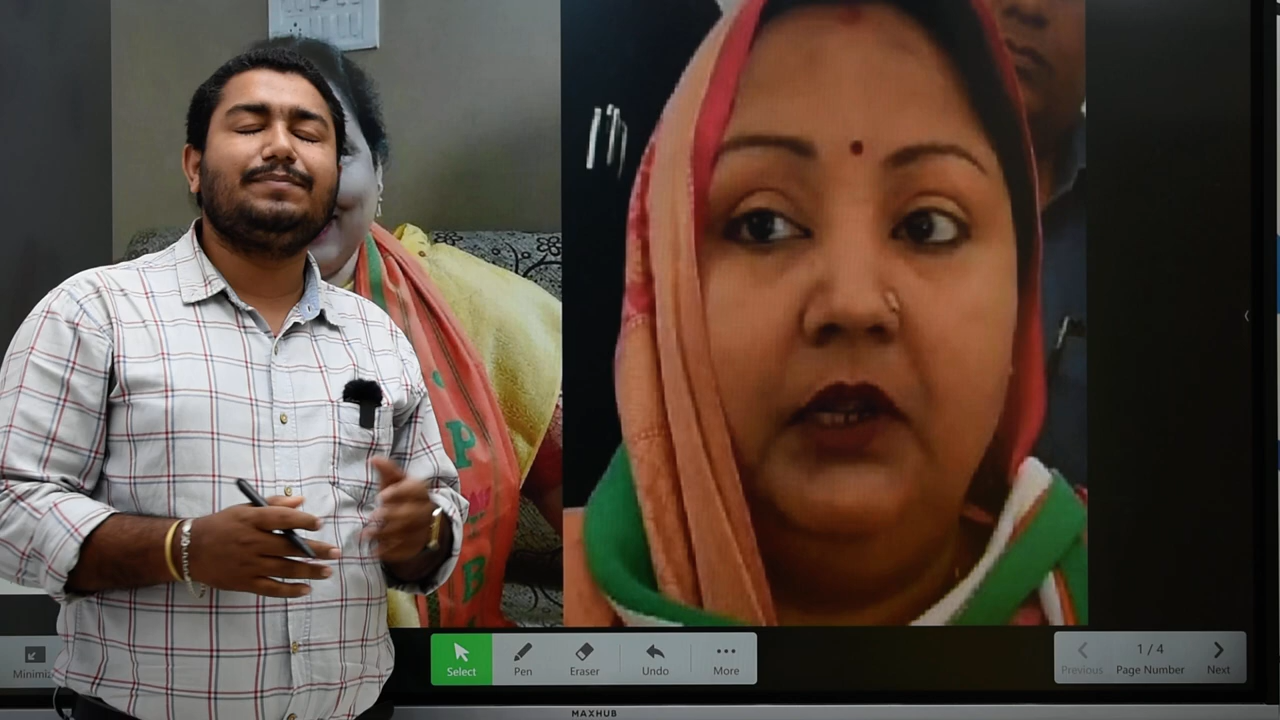 Minimiz
Select
Pen
Eraser
Undo
More
1 / 4
Previous
Page Number
Next
MAXHUB
P
B